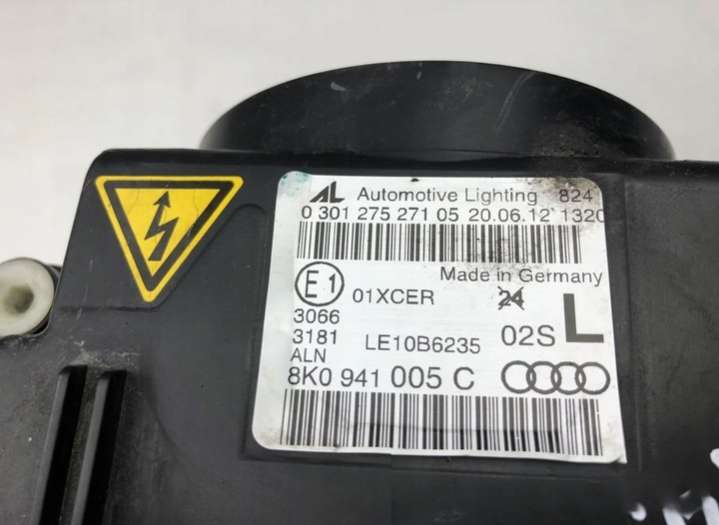 AL Automotive Lighting 824
0 301 275 271 05 20.06.12 1320
Made in Germany
E1 01XCER 24
3066
3181 LE10B6235 02S L
ALN
8K0 941 005 C